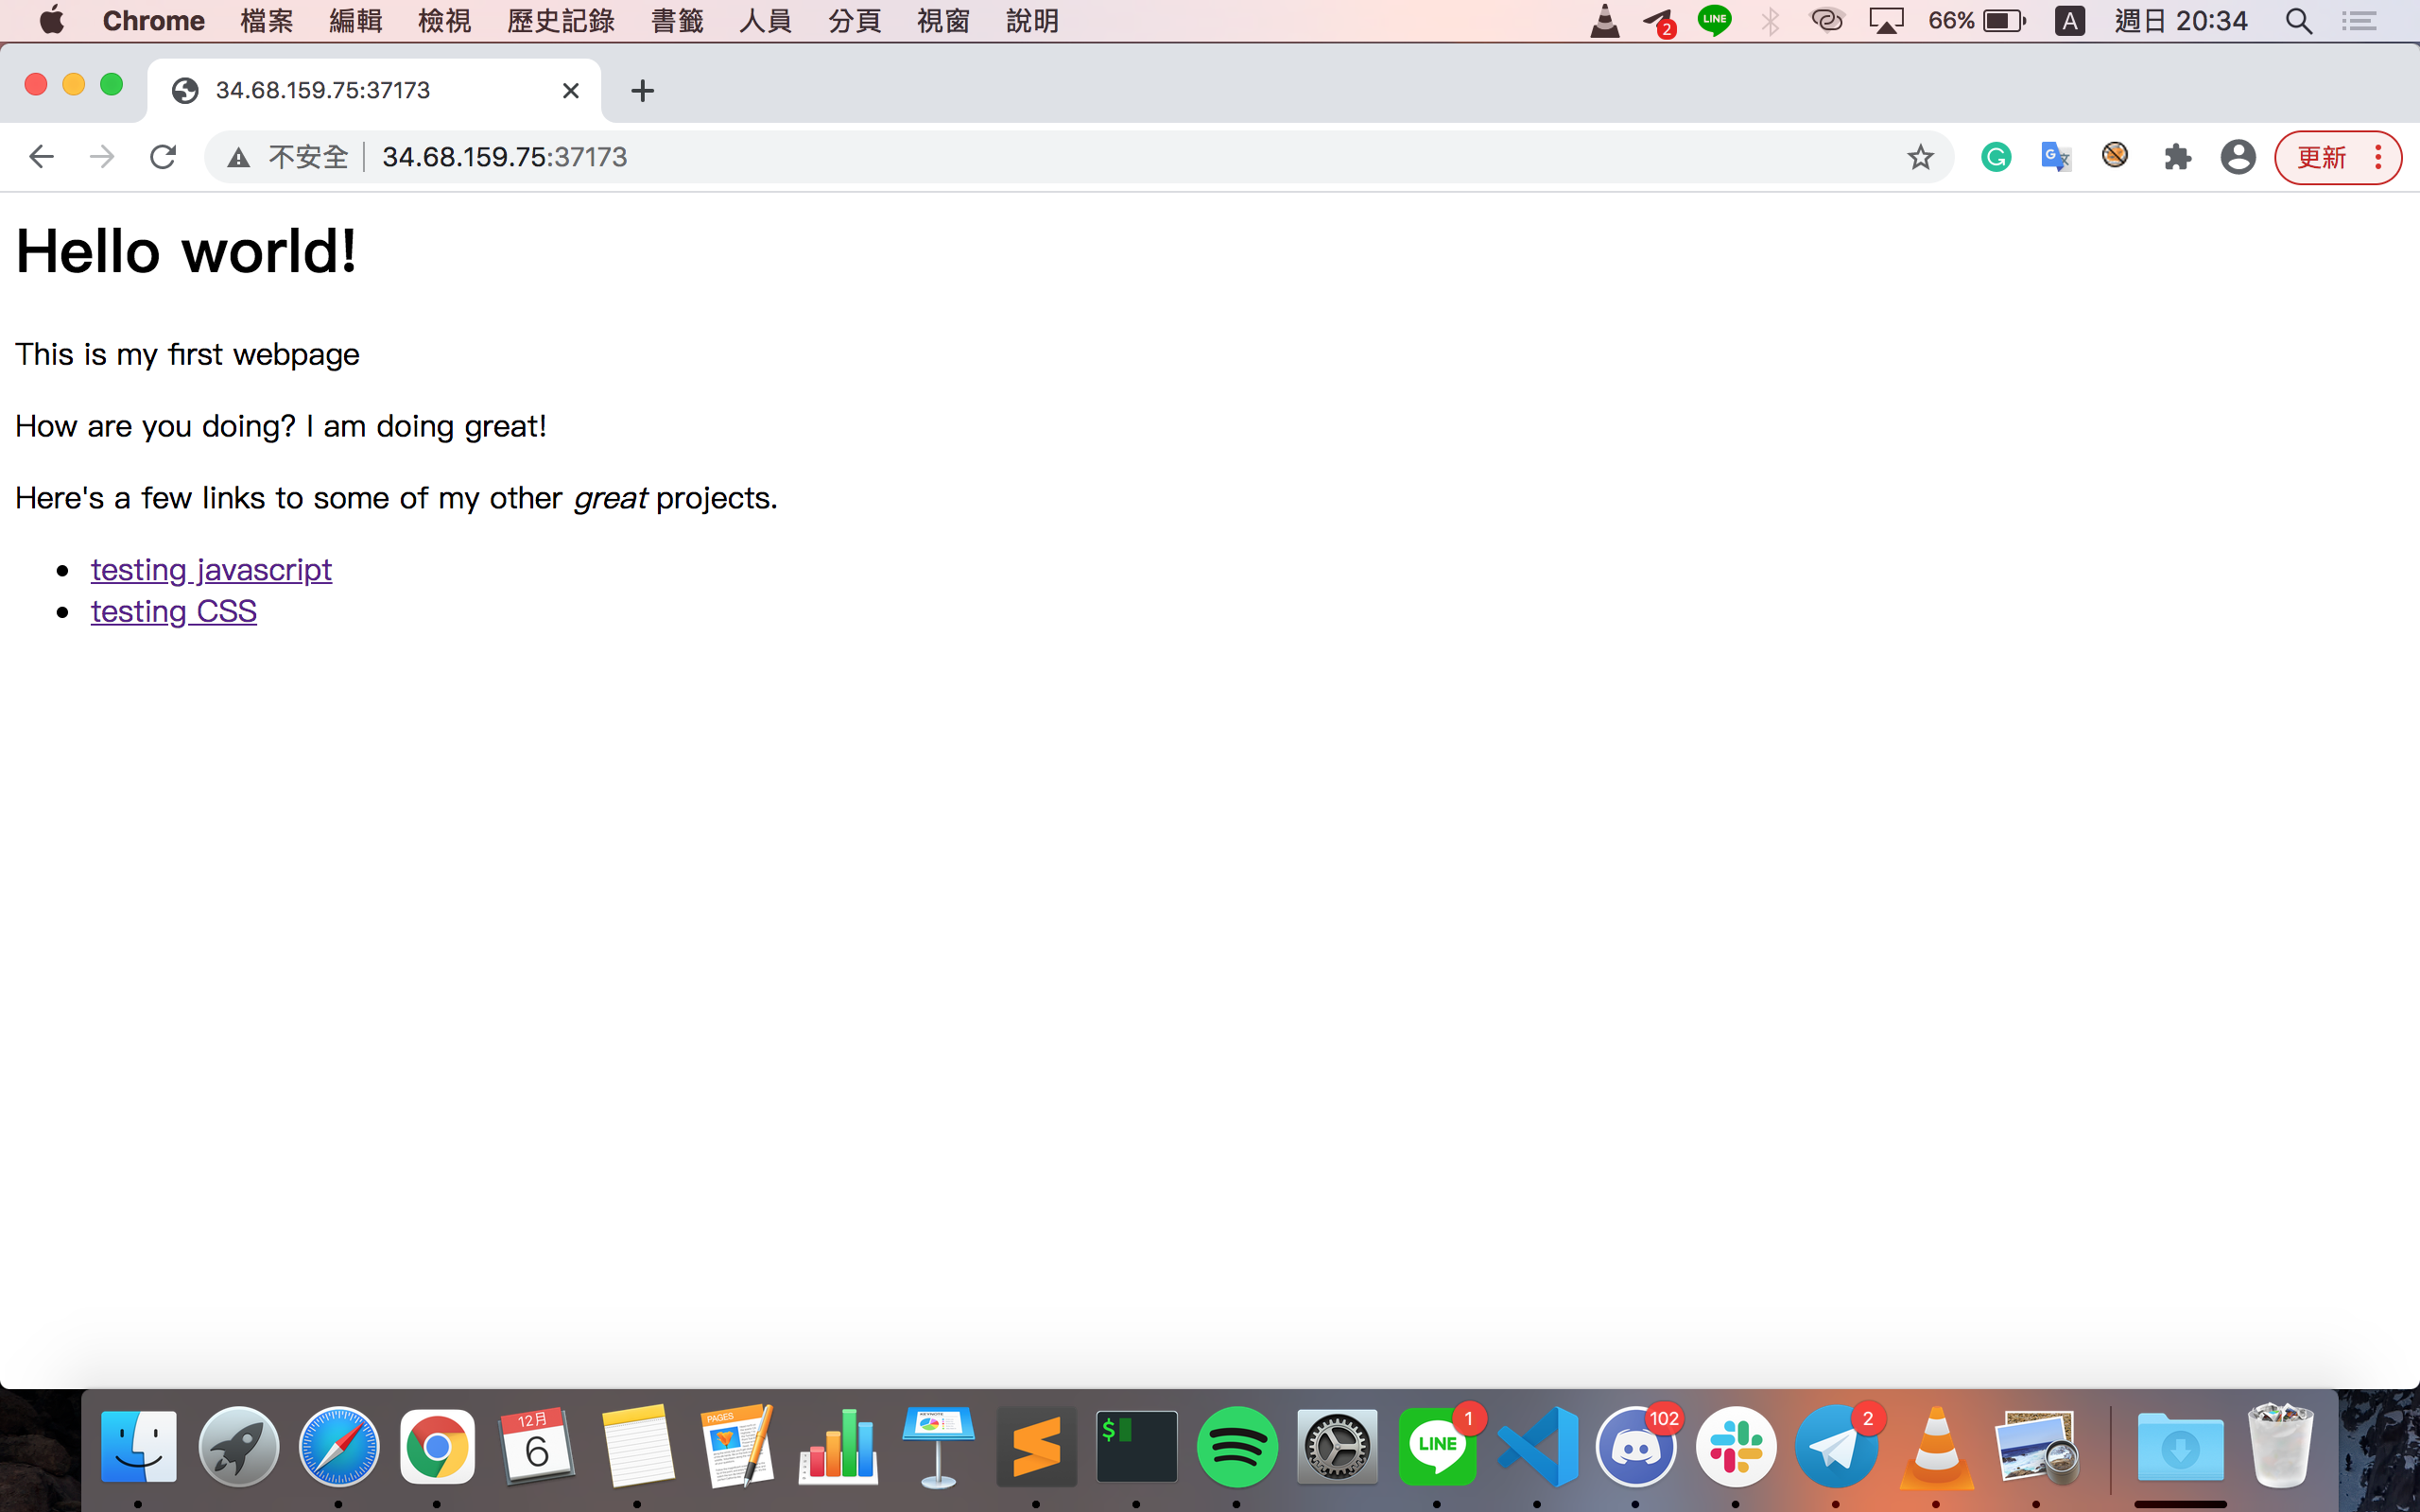 Chrome 檔案 編輯 檢視 歷史記錄 書籤 人員 分頁 視窗 說明 2 LINE 66% A 週日 20:34
34.68.159.75:37173
不安全 34.68.159.75:37173 更新
Hello world!
This is my first webpage
How are you doing? I am doing great!
Here's a few links to some of my other great projects.
testing javascript
testing CSS
12月
6
PAGES
KEYNOTE
$
LINE
1
102
2